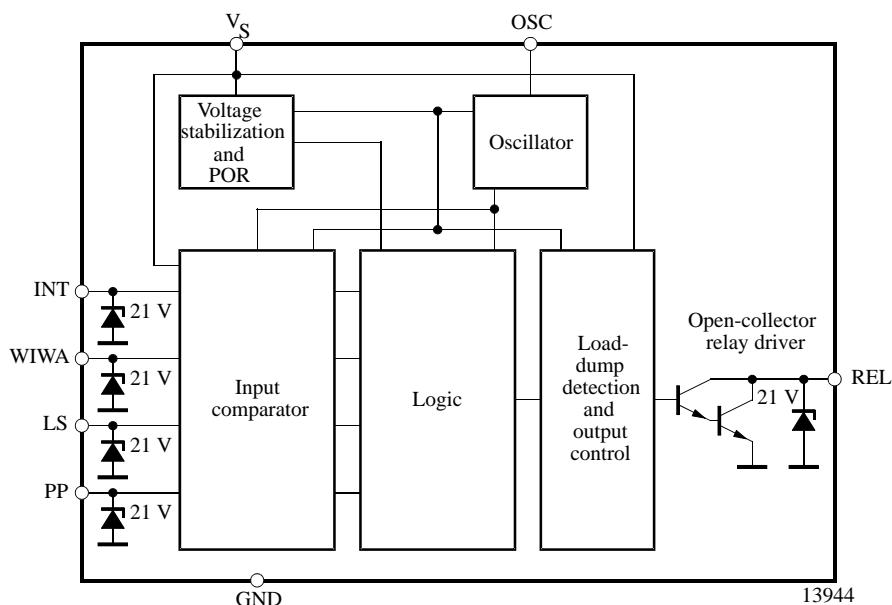 V_S
OSC
Voltage
stabilization
and
POR
Oscillator
INT
21 V
WIWA
21 V
LS
21 V
PP
21 V
Input
comparator
Logic
Load-
dump
detection
and
output
control
Open-collector
relay driver
REL
21 V
GND
13944